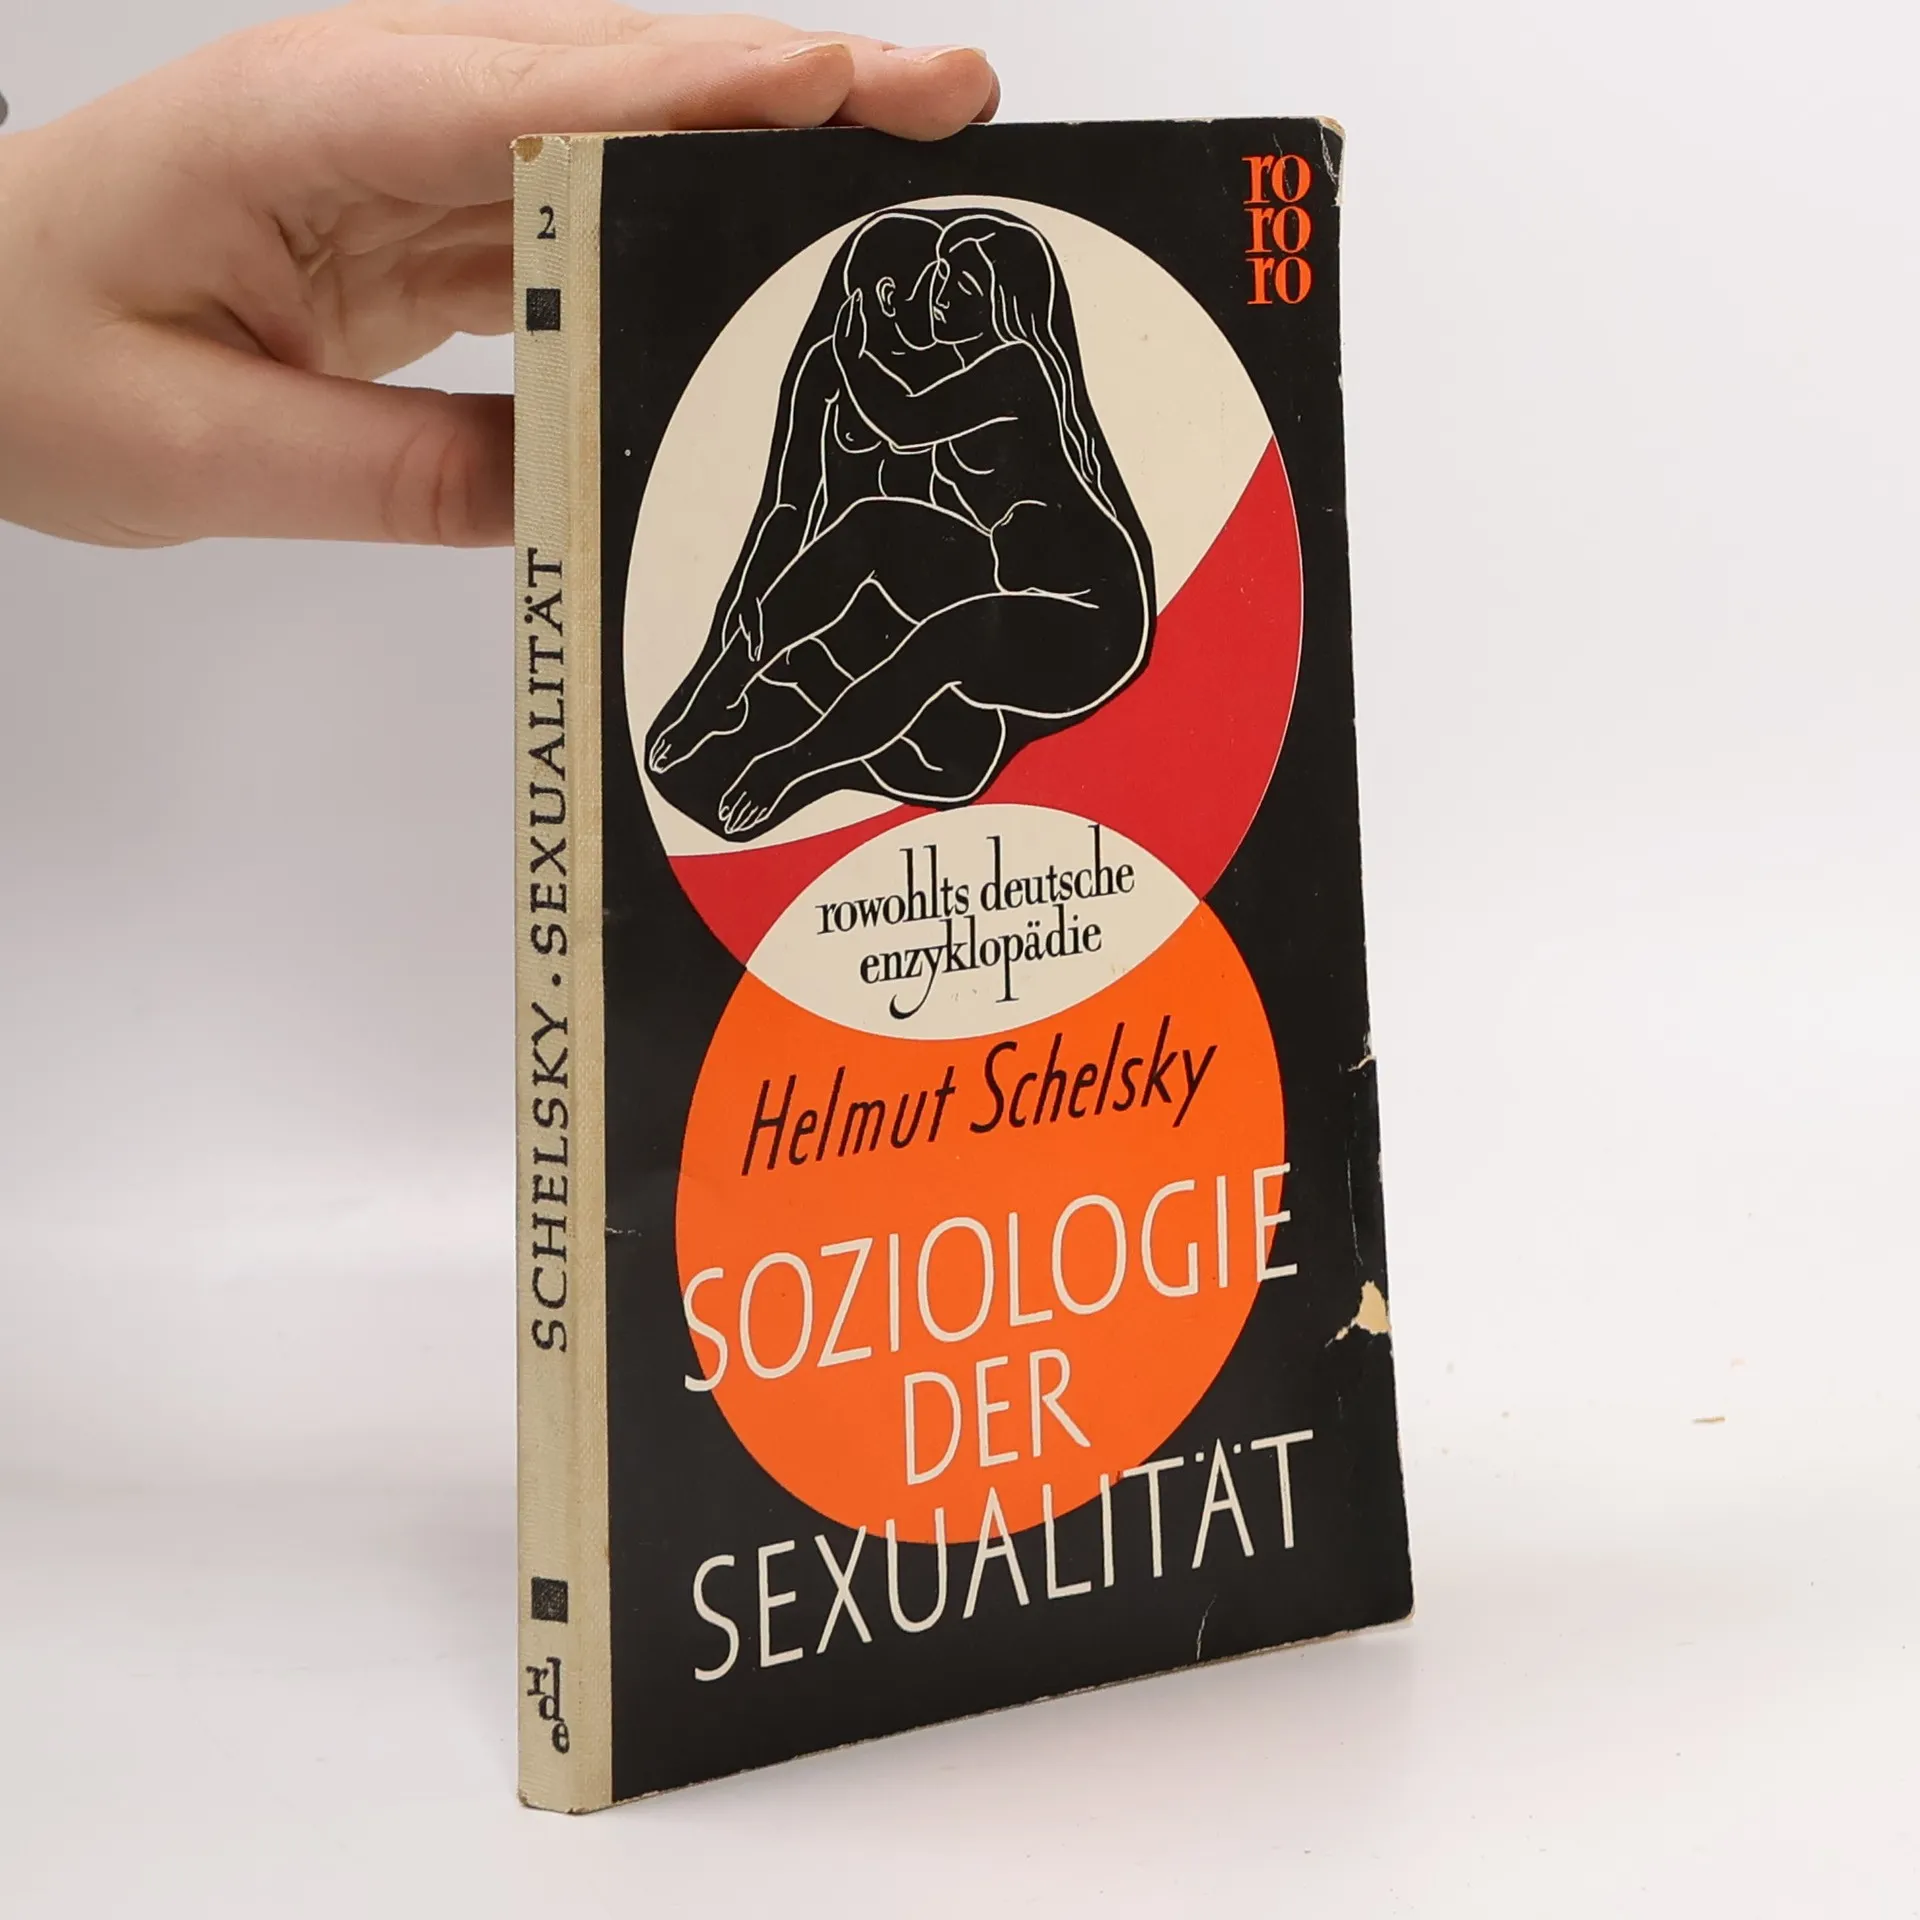 2
SCHELSKY · SEXUALITÄT
rde
ro
ro
ro
rowohlts deutsche
enzyklopädie
Helmut Schelsky
SOZIOLOGIE
DER
SEXUALITÄT